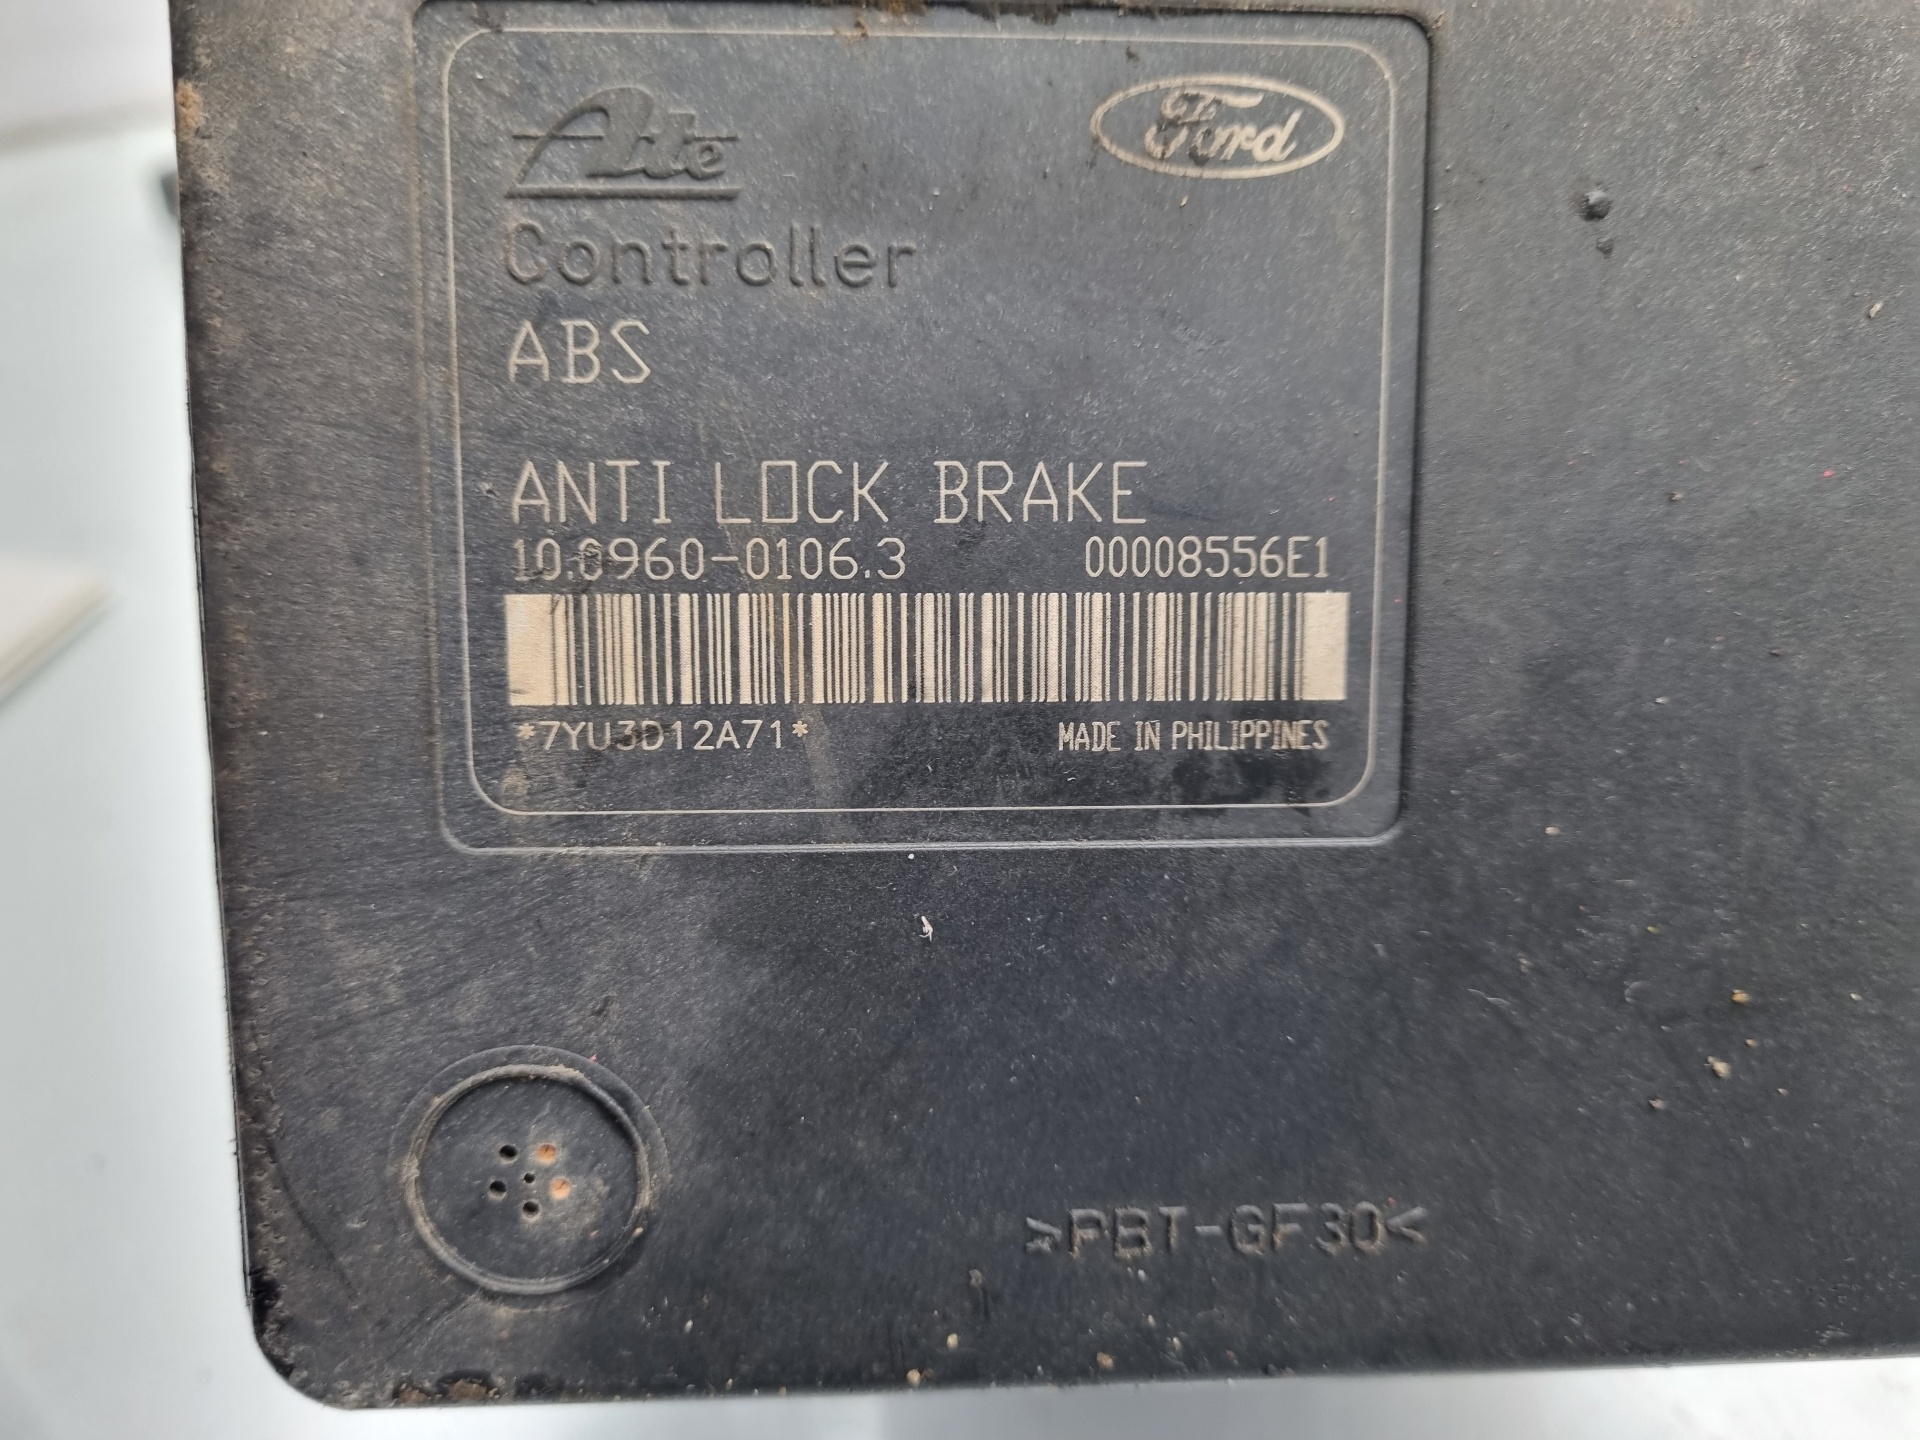 Ate
Ford
Controller
ABS
ANTI LOCK BRAKE
10.0960-0106.3 00008556E1
*7YU3D12A71* MADE IN PHILIPPINES
>PBT-GF30<